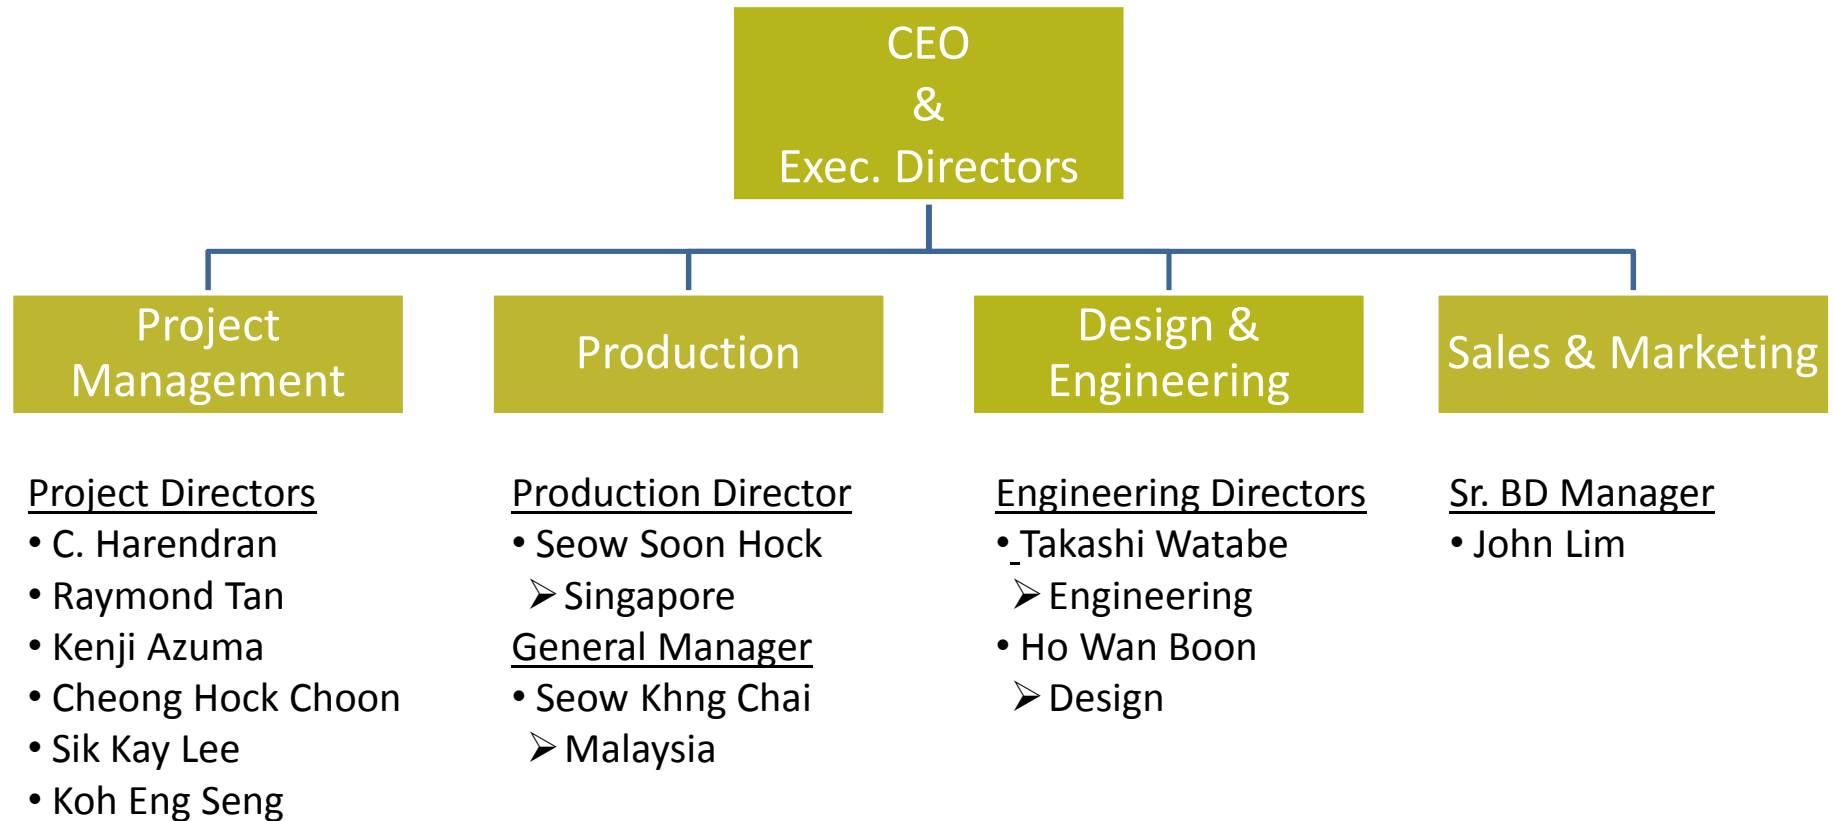 CEO
&
Exec. Directors
Project
Management
Production
Design &
Engineering
Sales & Marketing
Project Directors
• C. Harendran
• Raymond Tan
• Kenji Azuma
• Cheong Hock Choon
• Sik Kay Lee
• Koh Eng Seng
Production Director
• Seow Soon Hock
➢ Singapore
General Manager
• Seow Khng Chai
➢ Malaysia
Engineering Directors
• Takashi Watabe
➢ Engineering
• Ho Wan Boon
➢ Design
Sr. BD Manager
• John Lim